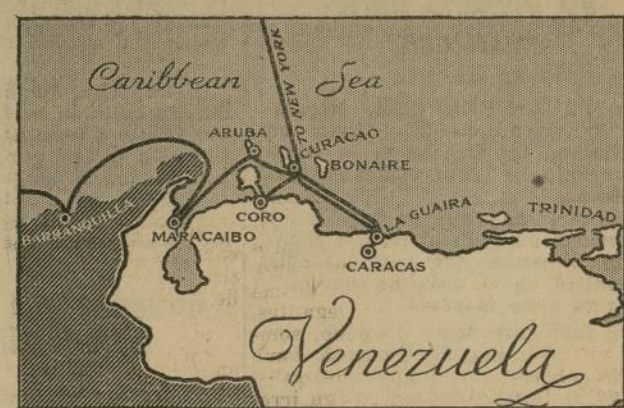 Caribbean Sea
TO NEW YORK
ARUBA
CURACAO
BONAIRE
BARRANQUILLA
MARACAIBO
CORO
LA GUAIRA
TRINIDAD
CARACAS
Venezuela